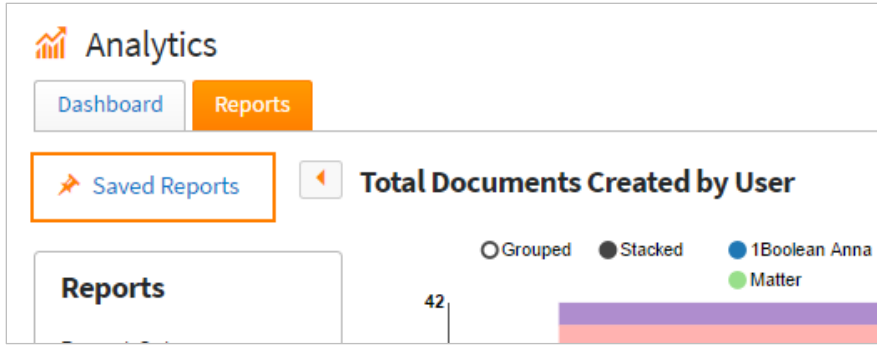 Analytics
Dashboard
Reports
Saved Reports
Total Documents Created by User
Grouped
Stacked
1Boolean Anna
Matter
Reports
42